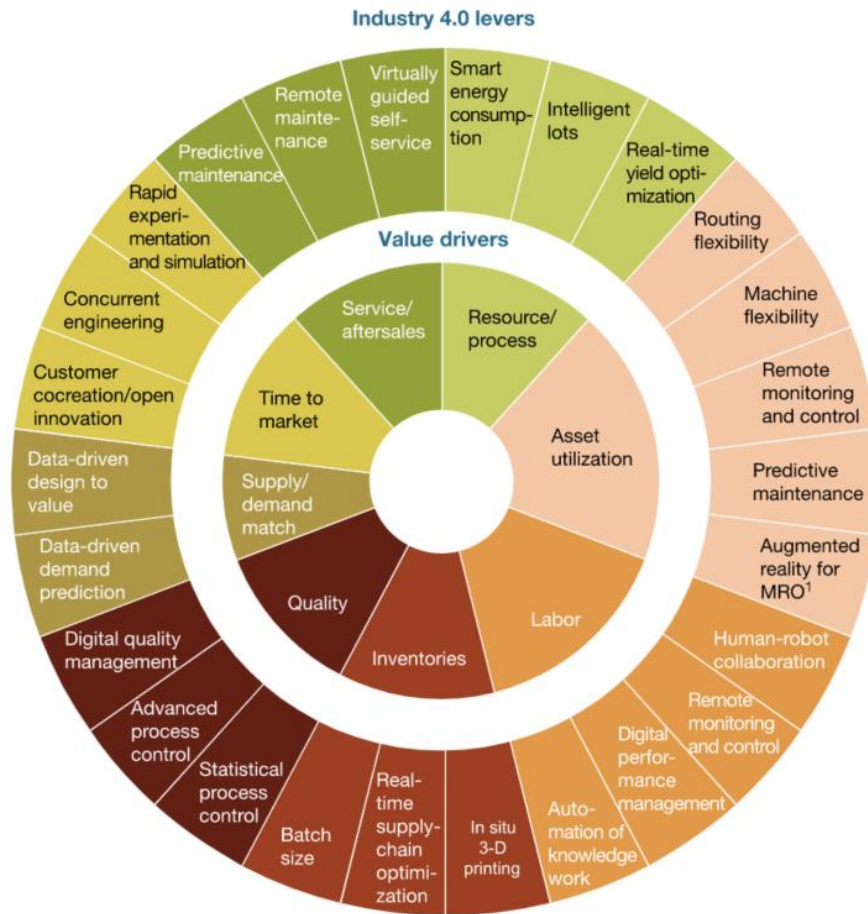 Industry 4.0 levers
Smart
energy
consump-
tion
Intelligent
lots
Real-time
yield opti-
mization
Routing
flexibility
Machine
flexibility
Remote
monitoring
and control
Predictive
maintenance
Augmented
reality for
MRO¹
Human-robot
collaboration
Remote
monitoring
and control
Digital
perfor-
mance
management
Auto-
mation of
knowledge
work
In situ
3-D
printing
Real-
time
supply-
chain
optimi-
zation
Batch
size
Statistical
process
control
Advanced
process
control
Digital quality
management
Data-driven
demand
prediction
Data-driven
design to
value
Customer
cocreation/open
innovation
Concurrent
engineering
Rapid
experi-
mentation
and simulation
Predictive
maintenance
Remote
mainte-
nance
Virtually
guided
self-
service
Value drivers
Resource/
process
Asset
utilization
Labor
Inventories
Quality
Supply/
demand
match
Time to
market
Service/
aftersales